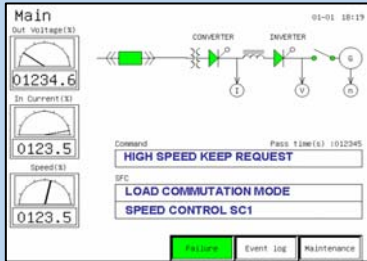 Main
01-01 18:19
Out Voltage(%)
01234.6
In Current(%)
0123.5
Speed(%)
0123.5
CONVERTER
INVERTER
G
I
V
n
Command
Pass time(s) :012345
HIGH SPEED KEEP REQUEST
SFC
LOAD COMMUTATION MODE
SPEED CONTROL SC1
Failure
Event log
Maintenance